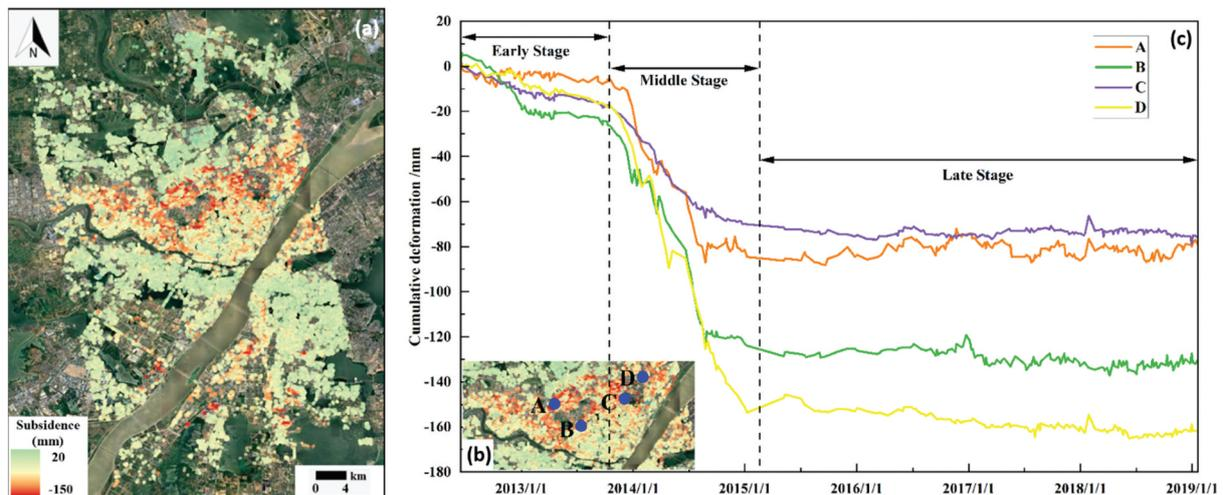 (a)
N
Subsidence
(mm)
20
-150
km
0 4
(c)
20
0
-20
-40
-60
-80
-100
-120
-140
-160
-180
Cumulative deformation /mm
Early Stage
Middle Stage
Late Stage
A
B
C
D
(b)
A
B
C
D
2013/1/1
2014/1/1
2015/1/1
2016/1/1
2017/1/1
2018/1/1
2019/1/1